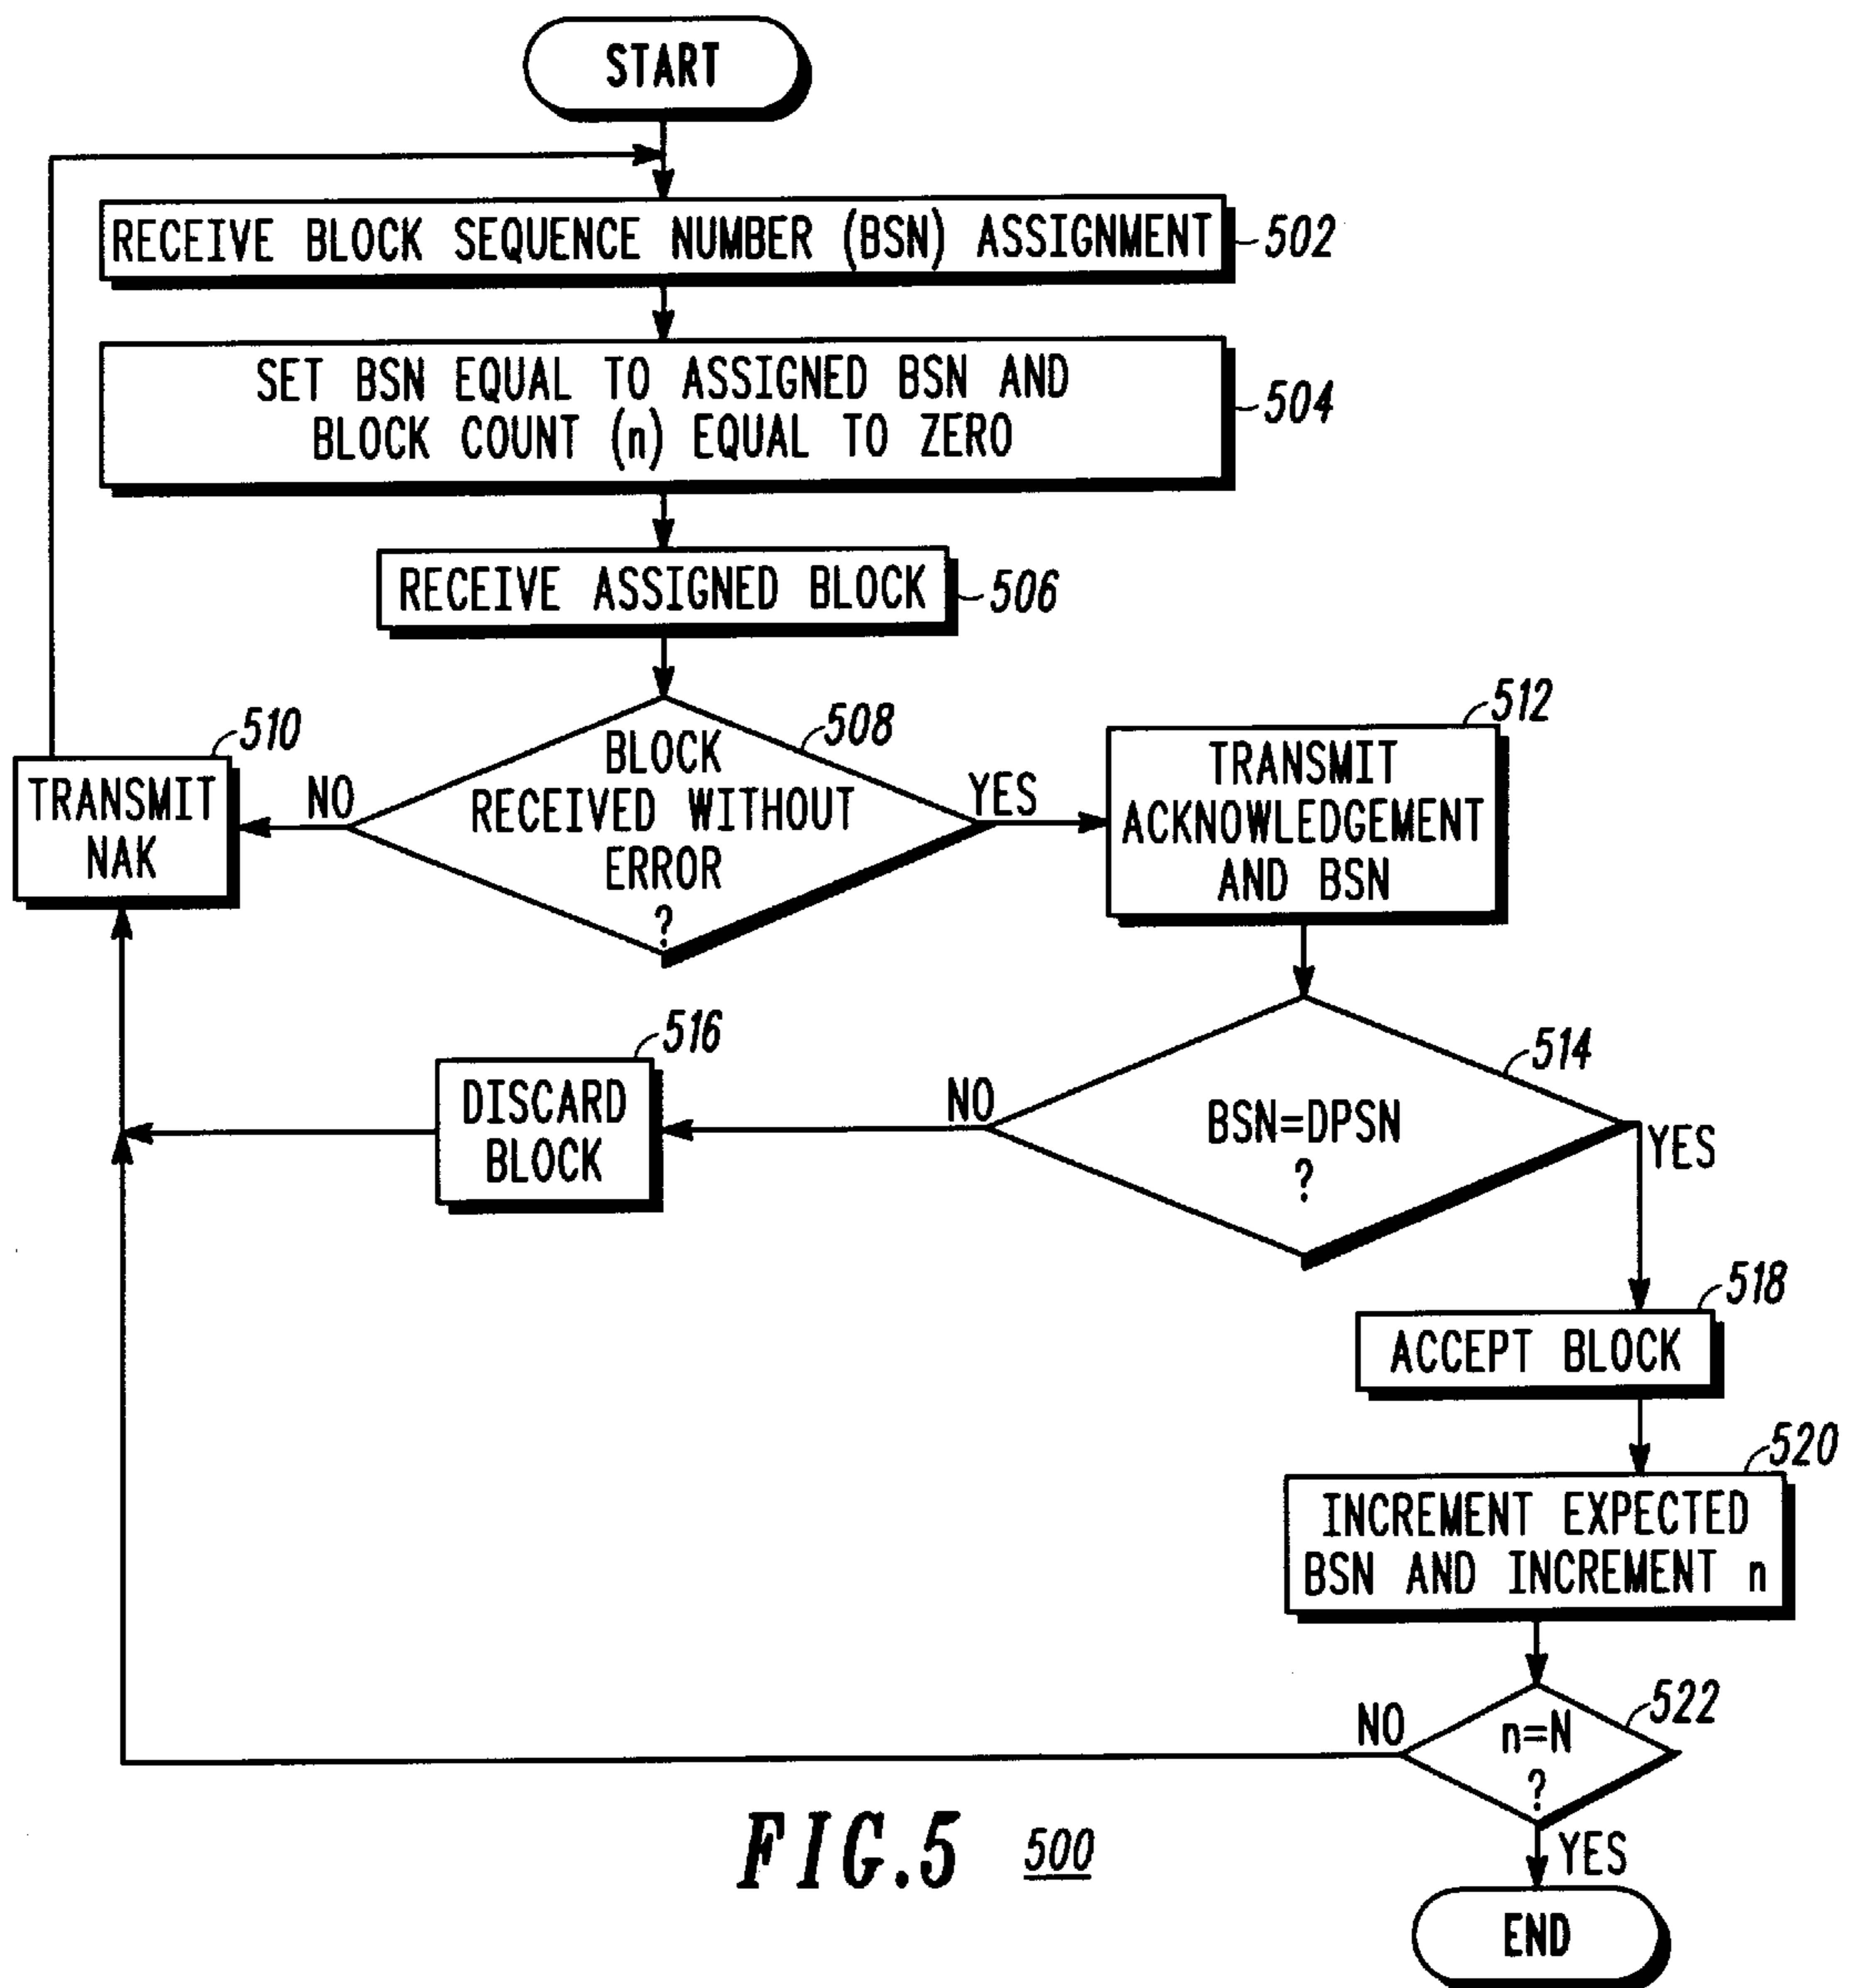 START
RECEIVE BLOCK SEQUENCE NUMBER (BSN) ASSIGNMENT
502
SET BSN EQUAL TO ASSIGNED BSN AND
BLOCK COUNT (n) EQUAL TO ZERO
504
RECEIVE ASSIGNED BLOCK
506
508
BLOCK
RECEIVED WITHOUT
ERROR
?
NO
YES
510
TRANSMIT
NAK
512
TRANSMIT
ACKNOWLEDGEMENT
AND BSN
514
BSN=DPSN
?
NO
YES
516
DISCARD
BLOCK
518
ACCEPT BLOCK
520
INCREMENT EXPECTED
BSN AND INCREMENT n
522
n=N
?
NO
YES
END
FIG.5 500